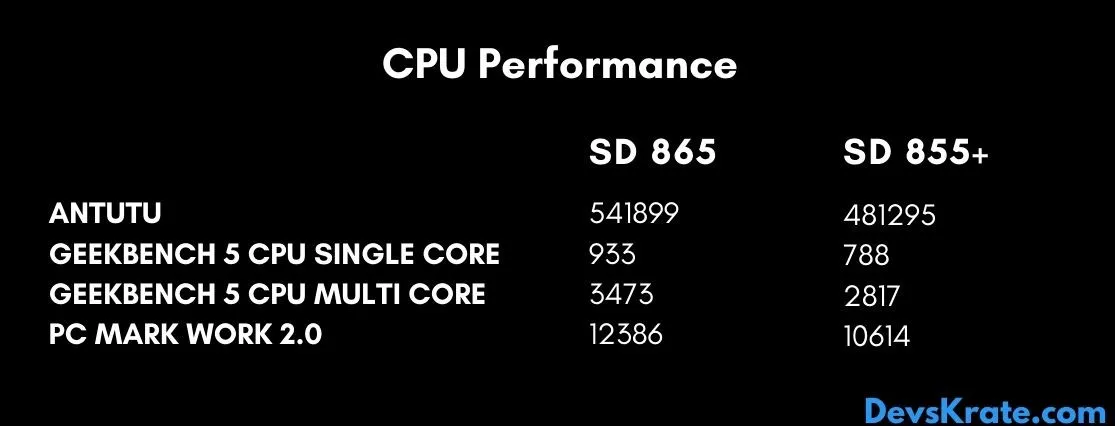 CPU Performance
SD 865 SD 855+
ANTUTU 541899 481295
GEEKBENCH 5 CPU SINGLE CORE 933 788
GEEKBENCH 5 CPU MULTI CORE 3473 2817
PC MARK WORK 2.0 12386 10614
DevsKrate.com